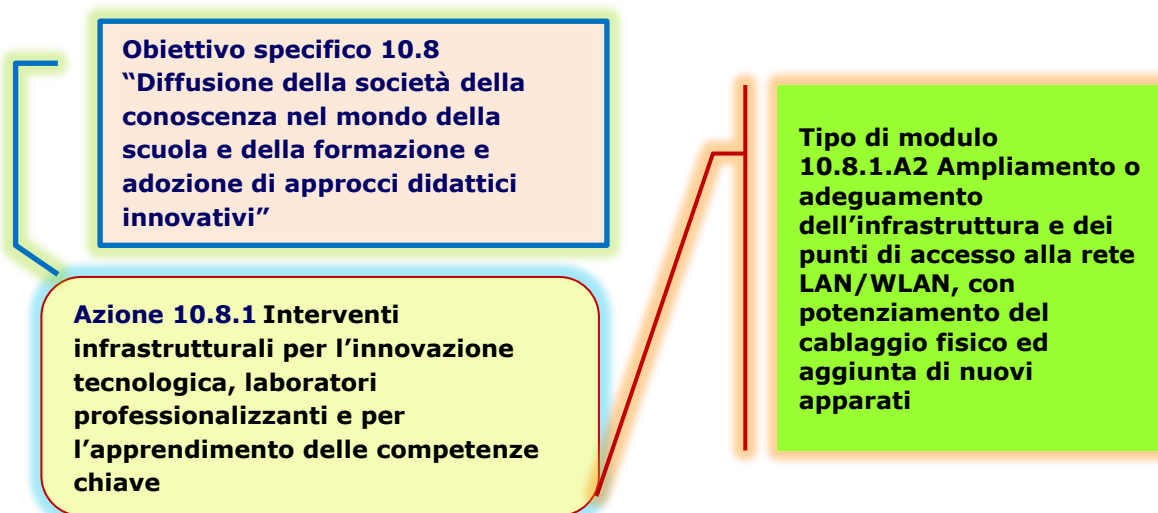 Obiettivo specifico 10.8
“Diffusione della società della
conoscenza nel mondo della
scuola e della formazione e
adozione di approcci didattici
innovativi”
Azione 10.8.1 Interventi
infrastrutturali per l’innovazione
tecnologica, laboratori
professionalizzanti e per
l’apprendimento delle competenze
chiave
Tipo di modulo
10.8.1.A2 Ampliamento o
adeguamento
dell’infrastruttura e dei
punti di accesso alla rete
LAN/WLAN, con
potenziamento del
cablaggio fisico ed
aggiunta di nuovi
apparati